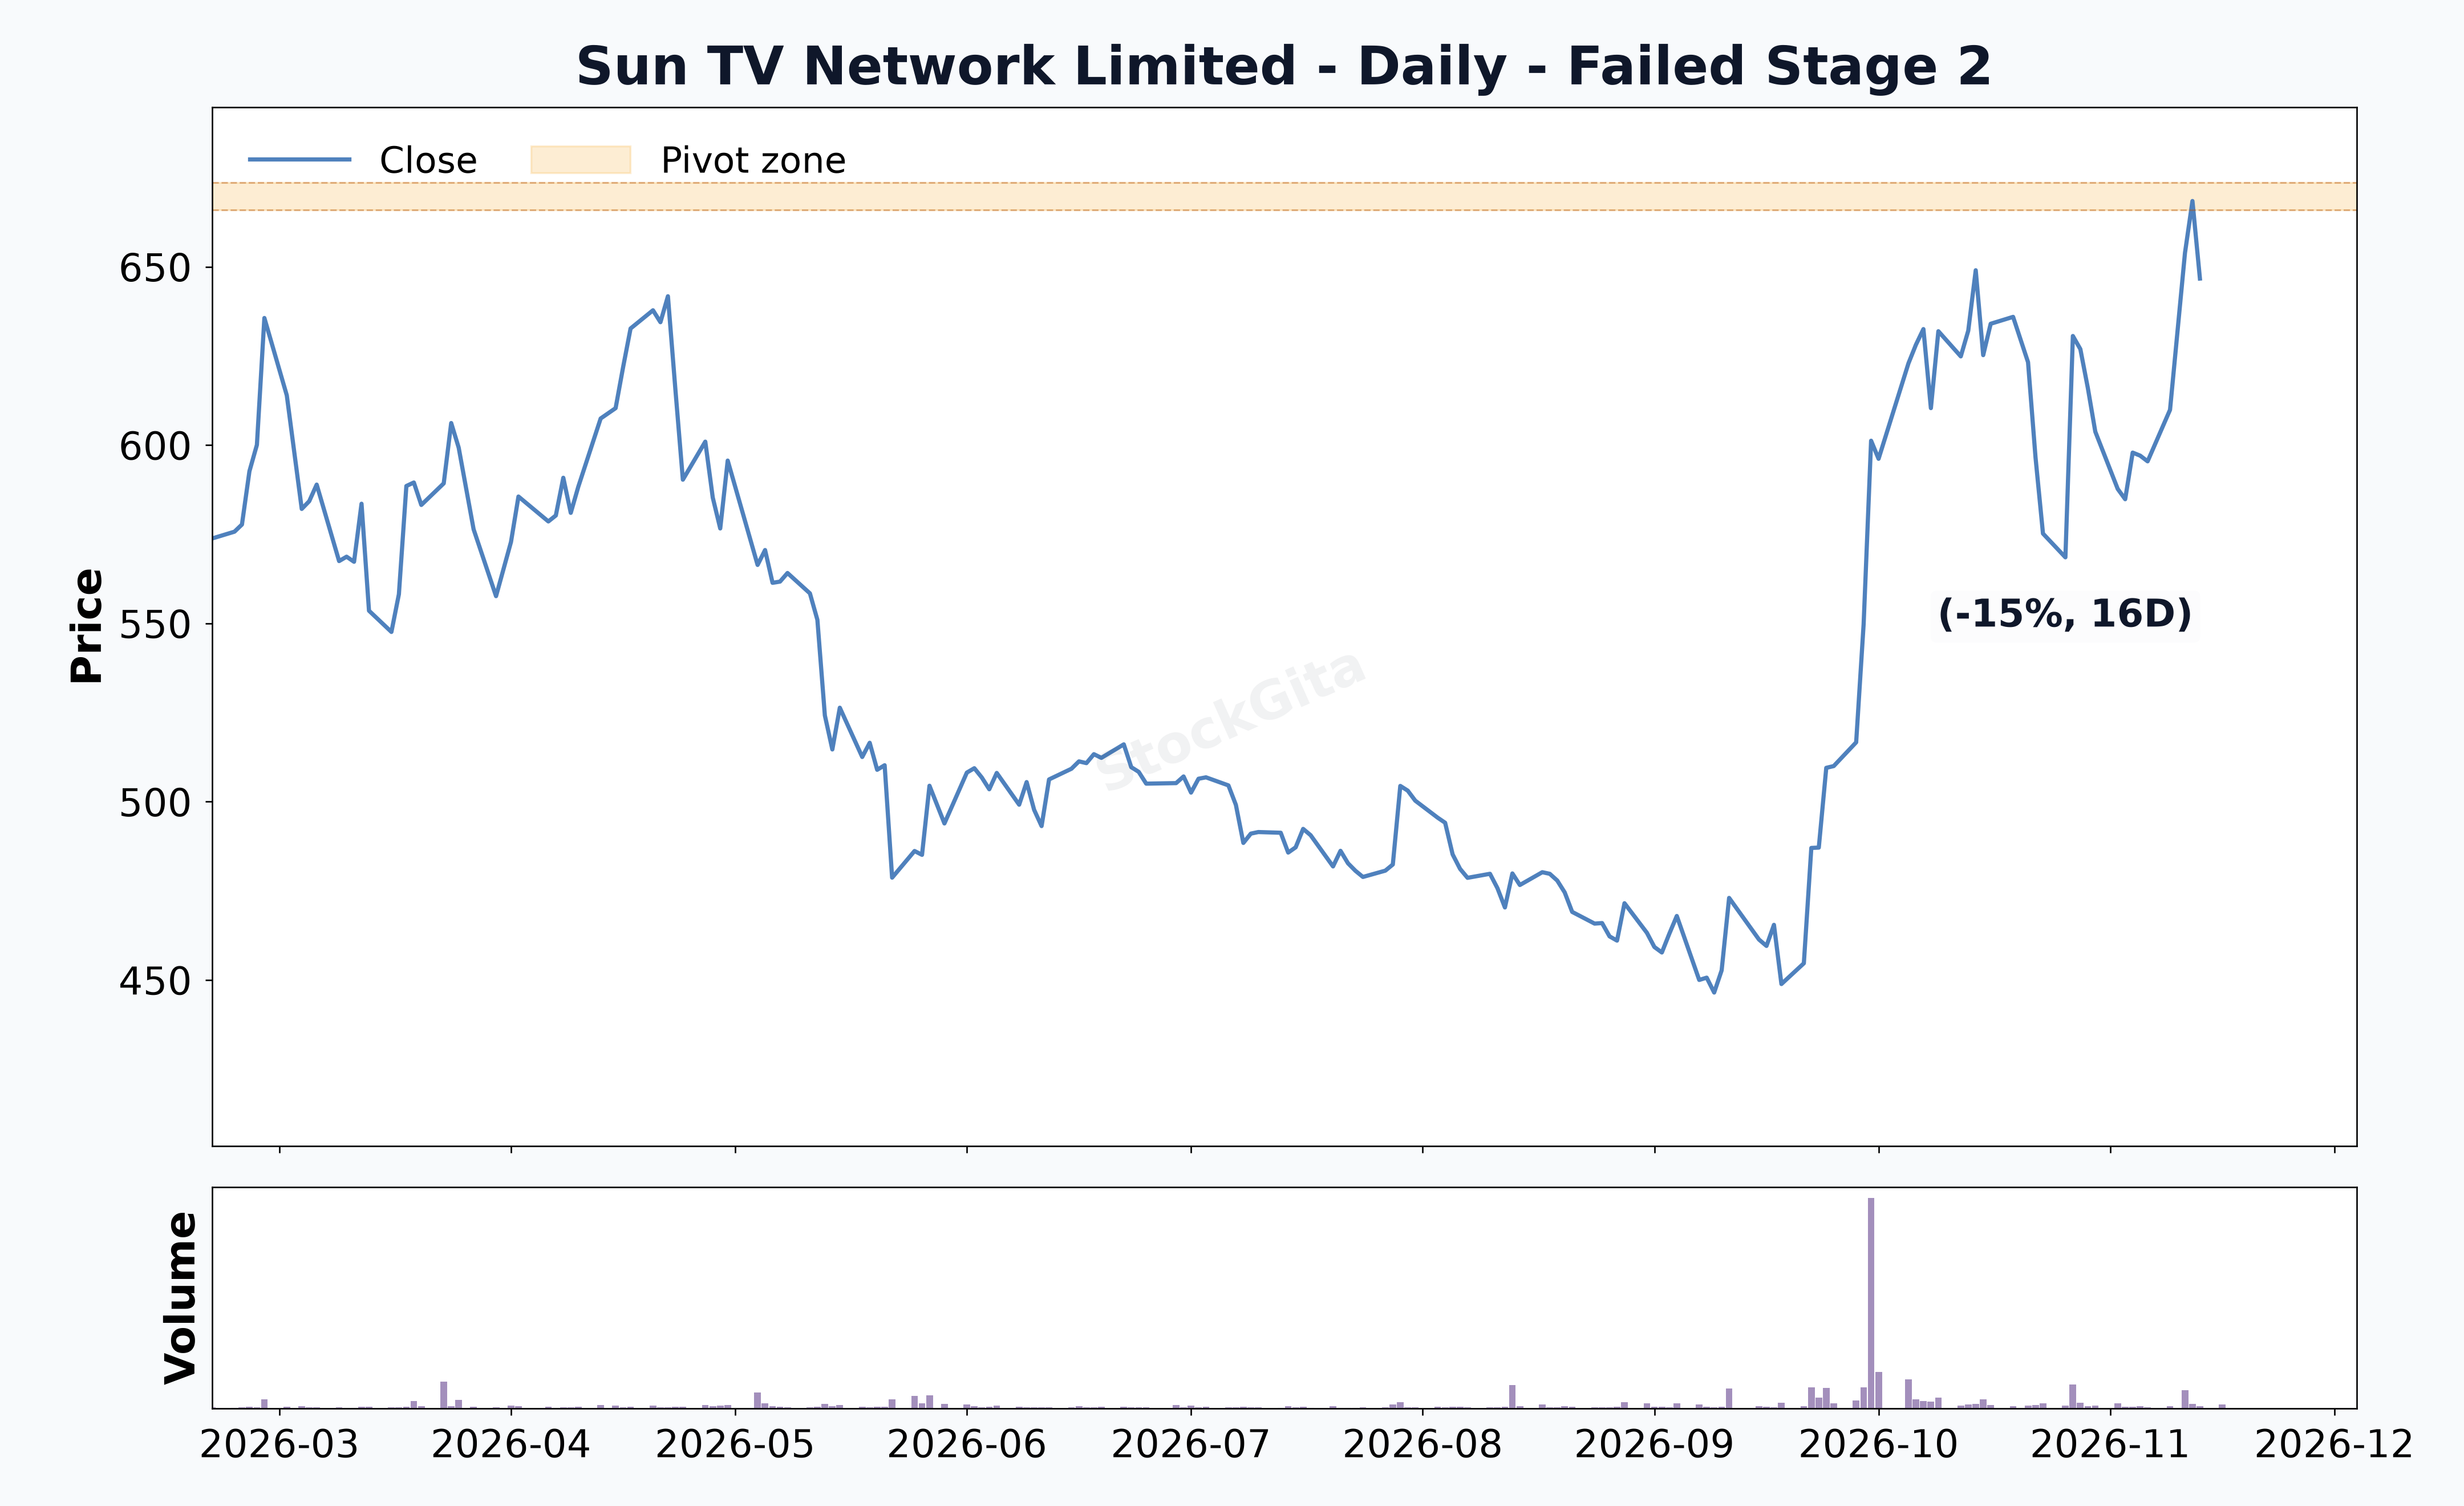 Sun TV Network Limited - Daily - Failed Stage 2
Close
Pivot zone
650
600
550
500
450
Price
(-15%, 16D)
StockGita
Volume
2026-03
2026-04
2026-05
2026-06
2026-07
2026-08
2026-09
2026-10
2026-11
2026-12